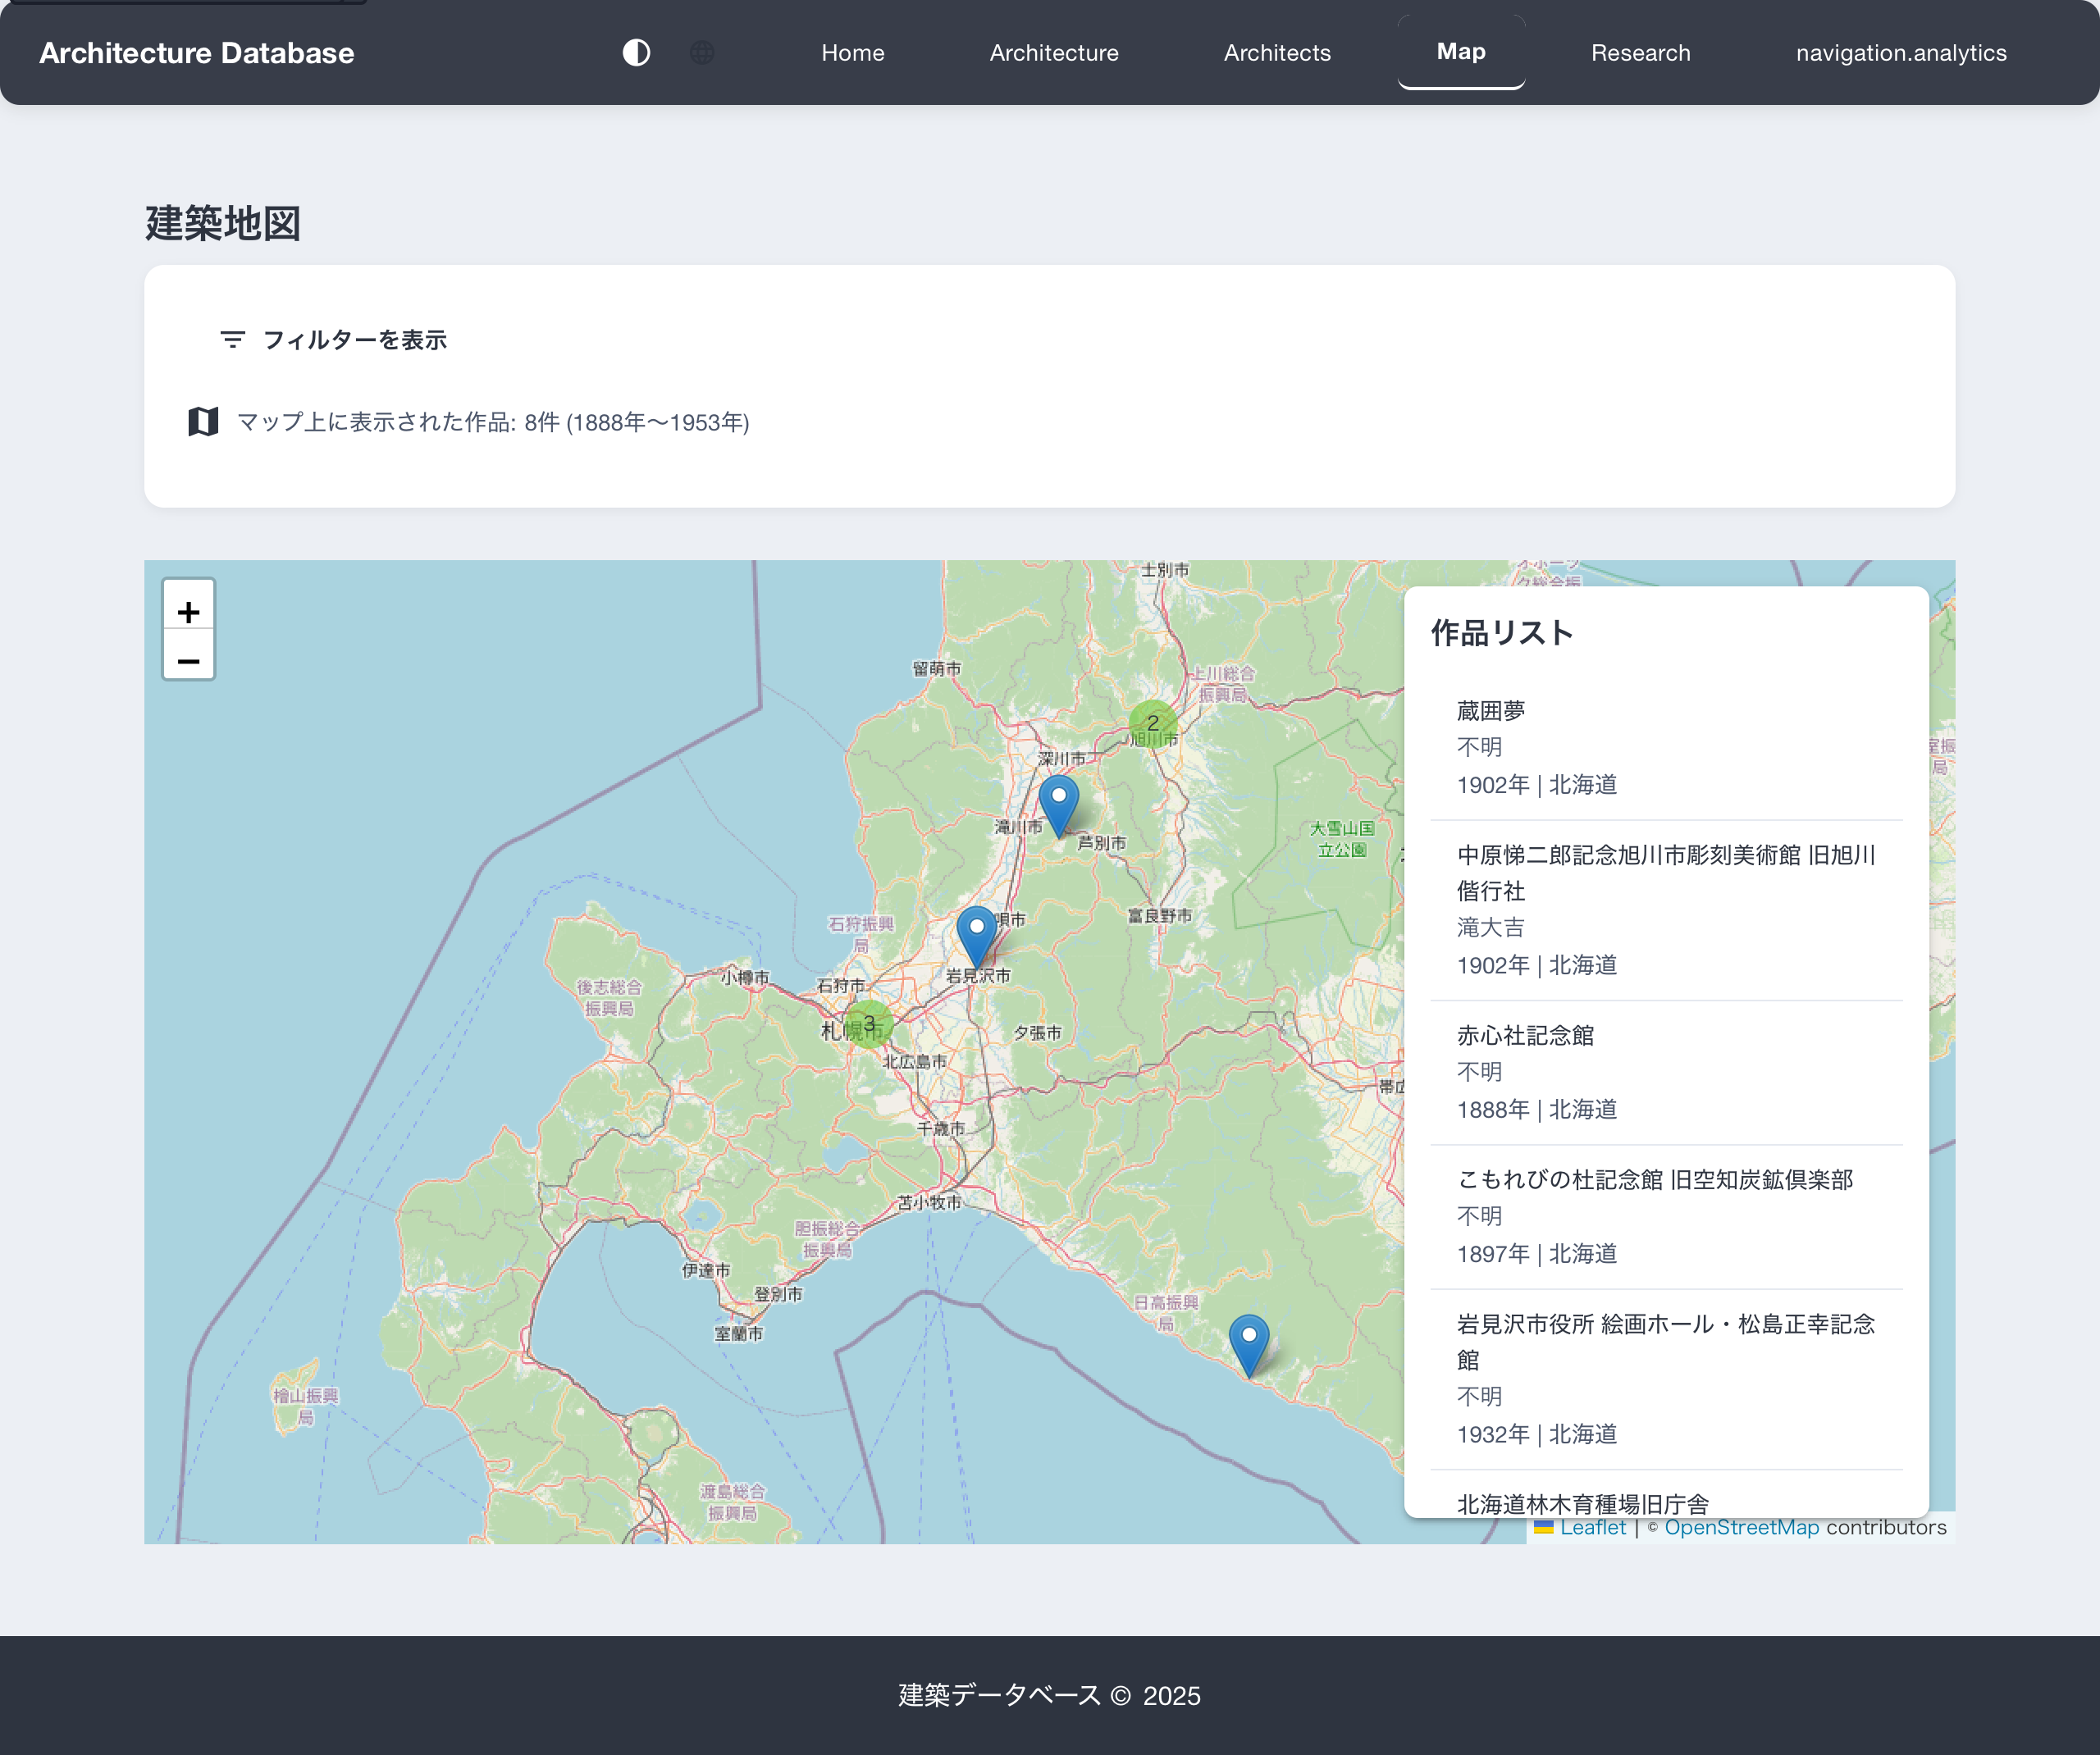 Architecture Database
Home
Architecture
Architects
Map
Research
navigation.analytics
建築地図
フィルターを表示
マップ上に表示された作品: 8件 (1888年〜1953年)
+
−
士別市
留萌市
上川総合
振興局
2
旭川市
深川市
滝川市
芦別市
大雪山国
立公園
富良野市
唄市
石狩振興
局
岩見沢市
小樽市
石狩市
後志総合
振興局
3
札幌市
夕張市
北広島市
千歳市
苫小牧市
胆振総合
振興局
伊達市
登別市
室蘭市
日高振興
局
檜山振興
局
渡島総合
振興局
作品リスト
蔵囲夢
不明
1902年 | 北海道
中原悌二郎記念旭川市彫刻美術館 旧旭川
偕行社
滝大吉
1902年 | 北海道
赤心社記念館
不明
1888年 | 北海道
こもれびの杜記念館 旧空知炭鉱倶楽部
不明
1897年 | 北海道
岩見沢市役所 絵画ホール・松島正幸記念
館
不明
1932年 | 北海道
北海道林木育種場旧庁舎
Leaflet | © OpenStreetMap contributors
建築データベース © 2025